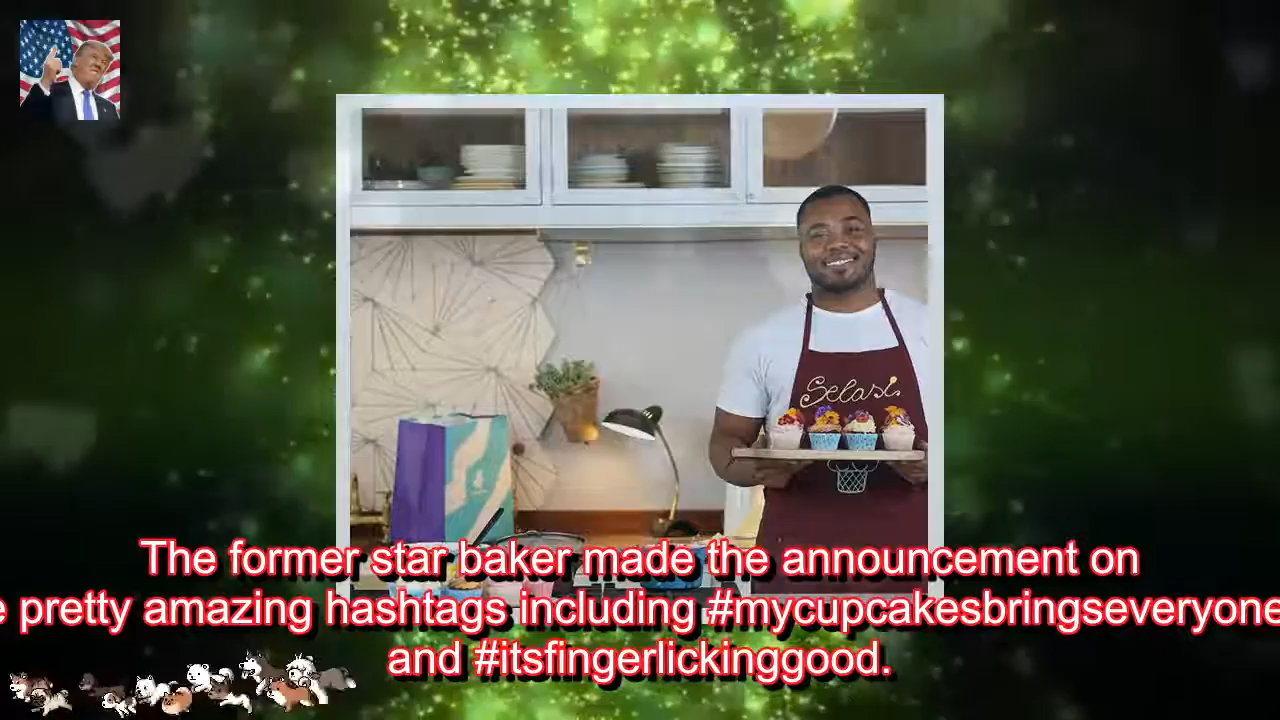 Selasi
The former star baker made the announcement on
e pretty amazing hashtags including #mycupcakesbringseveryone
and #itsfingerlickinggood.